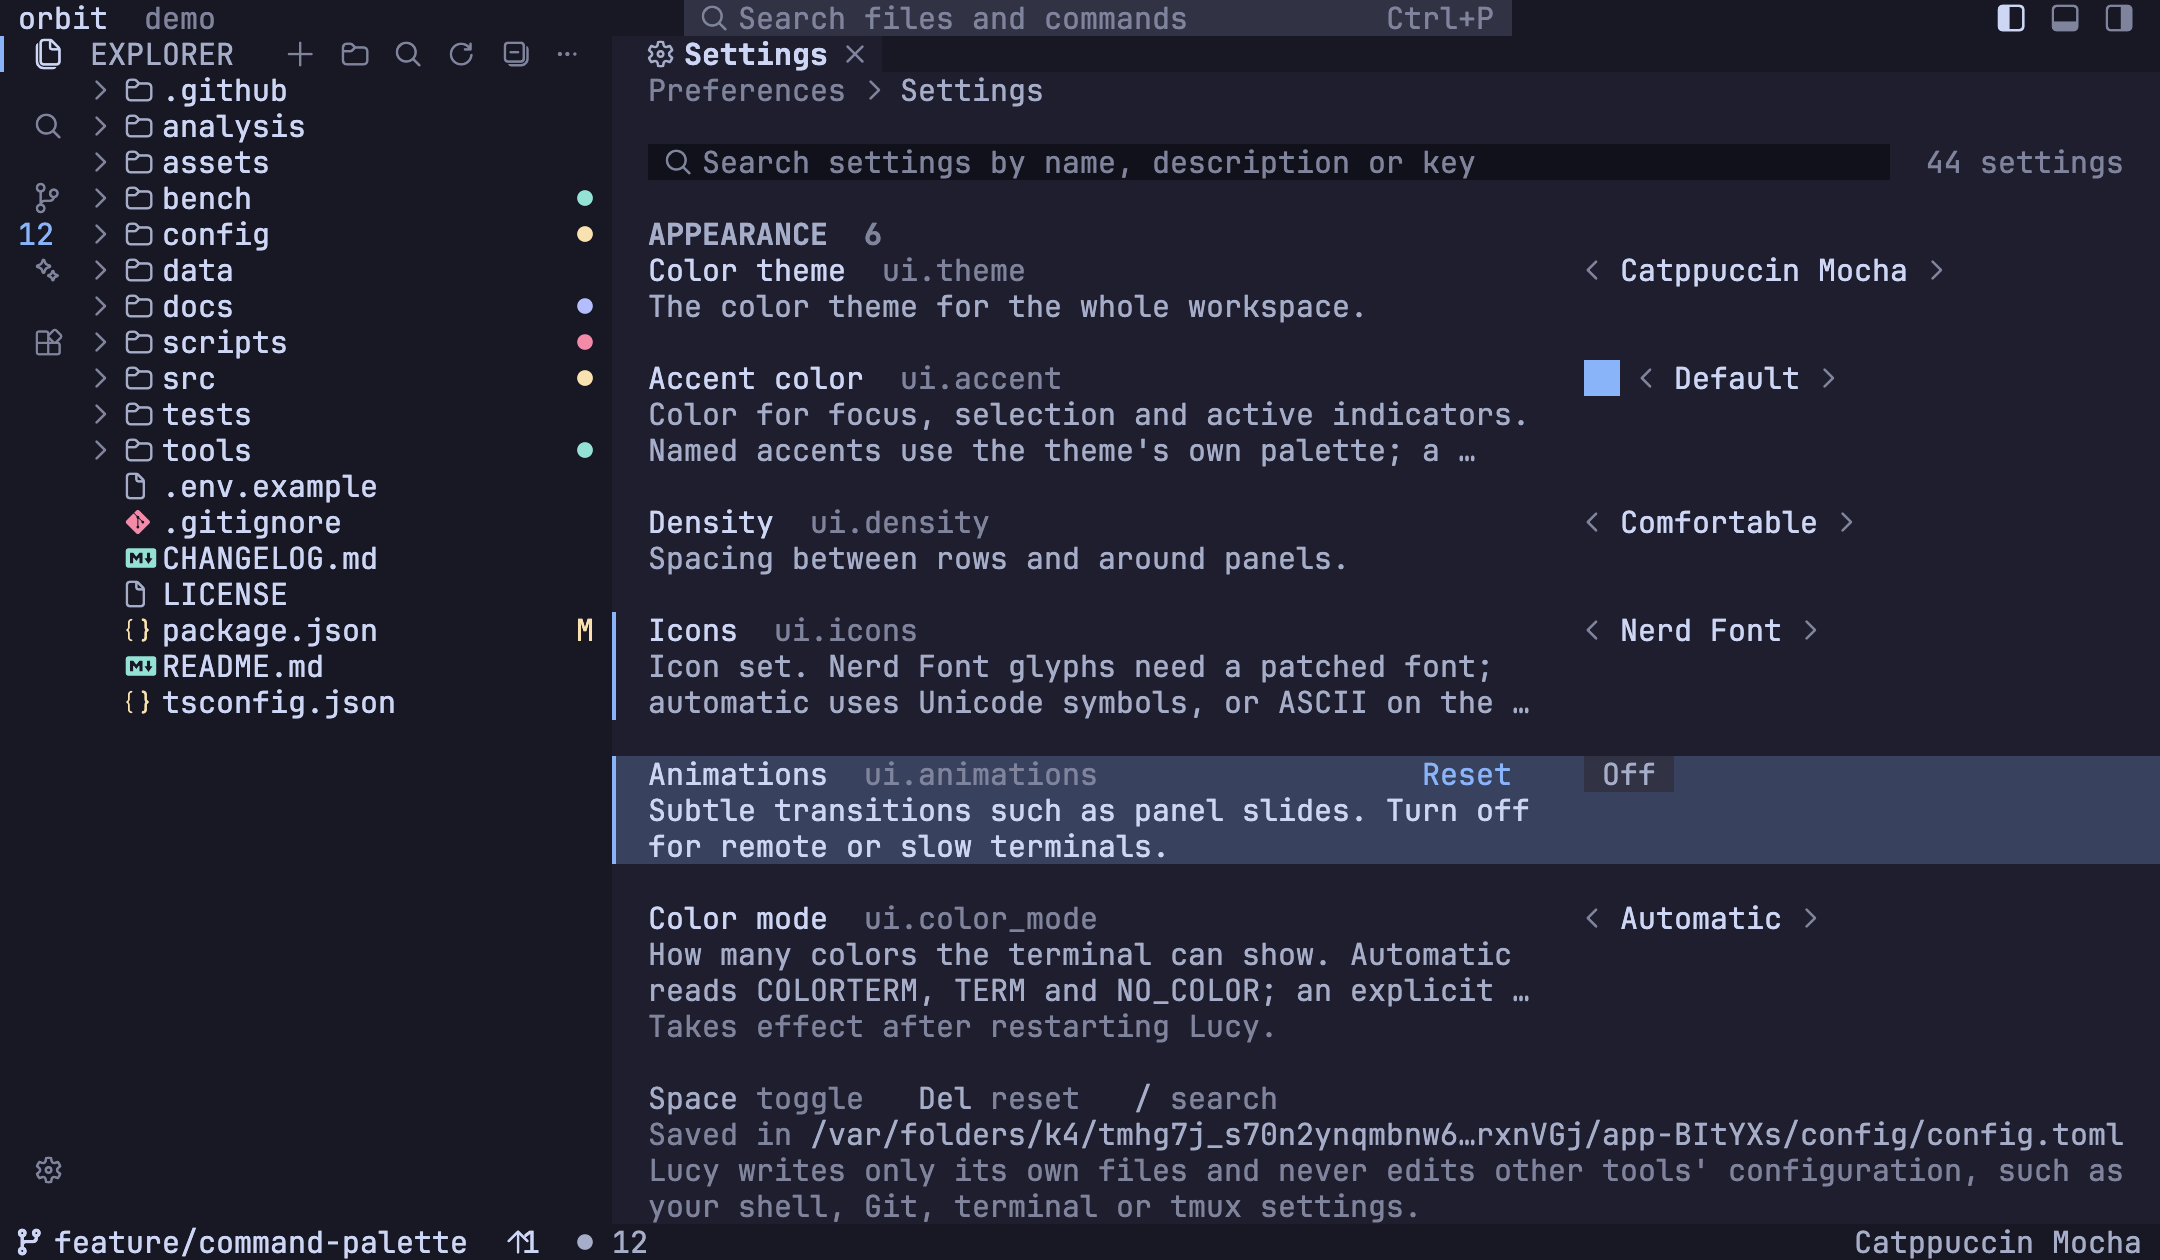 orbit demo Search files and commands Ctrl+P
EXPLORER
.github
analysis
assets
bench
12
config
data
docs
scripts
src
tests
tools
.env.example
.gitignore
CHANGELOG.md
LICENSE
package.json M
README.md
tsconfig.json
Settings
Preferences > Settings
Search settings by name, description or key 44 settings
APPEARANCE 6
Color theme ui.theme < Catppuccin Mocha >
The color theme for the whole workspace.
Accent color ui.accent < Default >
Color for focus, selection and active indicators.
Named accents use the theme's own palette; a …
Density ui.density < Comfortable >
Spacing between rows and around panels.
Icons ui.icons < Nerd Font >
Icon set. Nerd Font glyphs need a patched font;
automatic uses Unicode symbols, or ASCII on the …
Animations ui.animations Reset Off
Subtle transitions such as panel slides. Turn off
for remote or slow terminals.
Color mode ui.color_mode < Automatic >
How many colors the terminal can show. Automatic
reads COLORTERM, TERM and NO_COLOR; an explicit …
Takes effect after restarting Lucy.
Space toggle Del reset / search
Saved in /var/folders/k4/tmhg7j_s70n2ynqmbnw6…rxnVGj/app-BItYXs/config/config.toml
Lucy writes only its own files and never edits other tools' configuration, such as
your shell, Git, terminal or tmux settings.
feature/command-palette ↑1 ● 12 Catppuccin Mocha